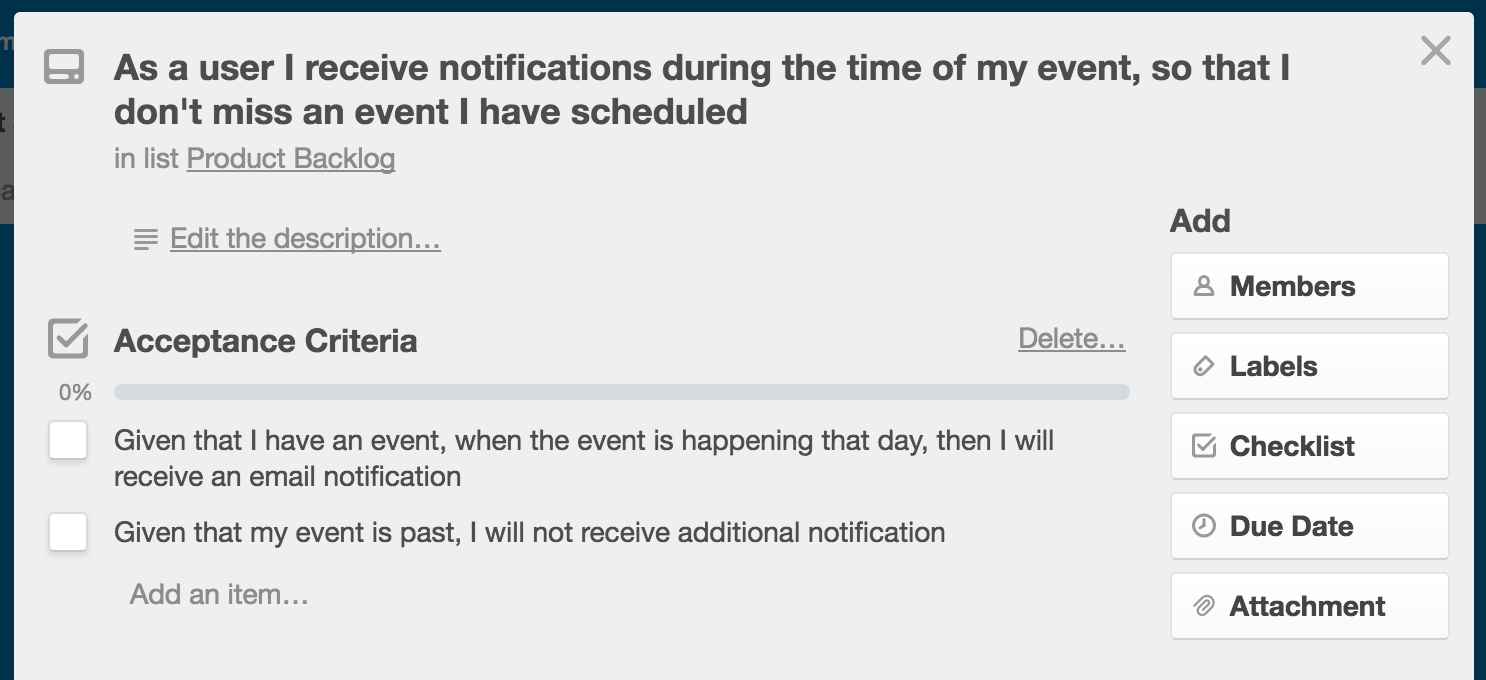 As a user I receive notifications during the time of my event, so that I
don't miss an event I have scheduled
in list Product Backlog
Edit the description…
Acceptance Criteria
Delete…
0%
Given that I have an event, when the event is happening that day, then I will
receive an email notification
Given that my event is past, I will not receive additional notification
Add an item…
Add
Members
Labels
Checklist
Due Date
Attachment